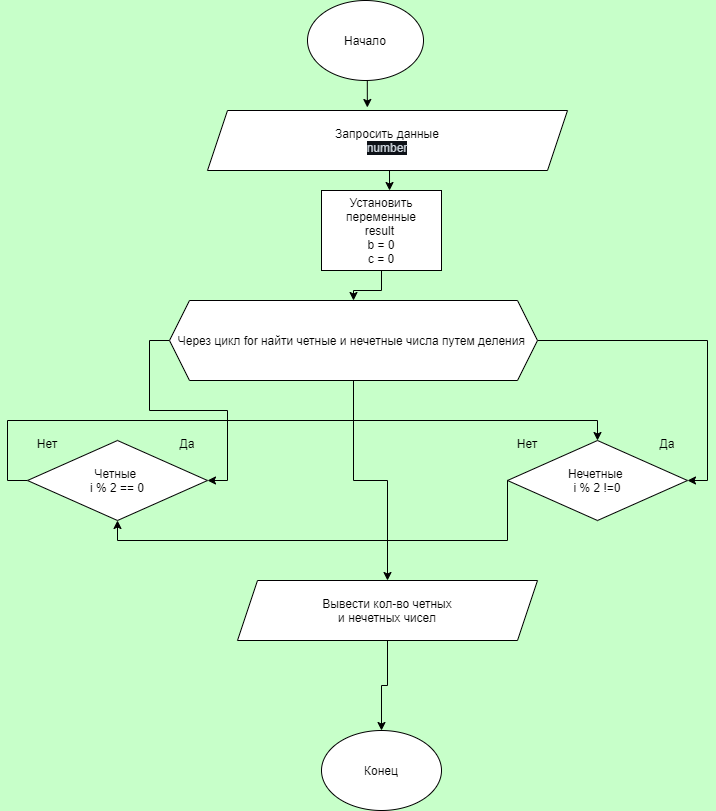 Начало
Запросить данные
number
Установить
переменные
result
b = 0
c = 0
Через цикл for найти четные и нечетные числа путем деления
Нет
Да
Четные
i % 2 == 0
Нет
Да
Нечетные
i % 2 !=0
Вывести кол-во четных
и нечетных чисел
Конец